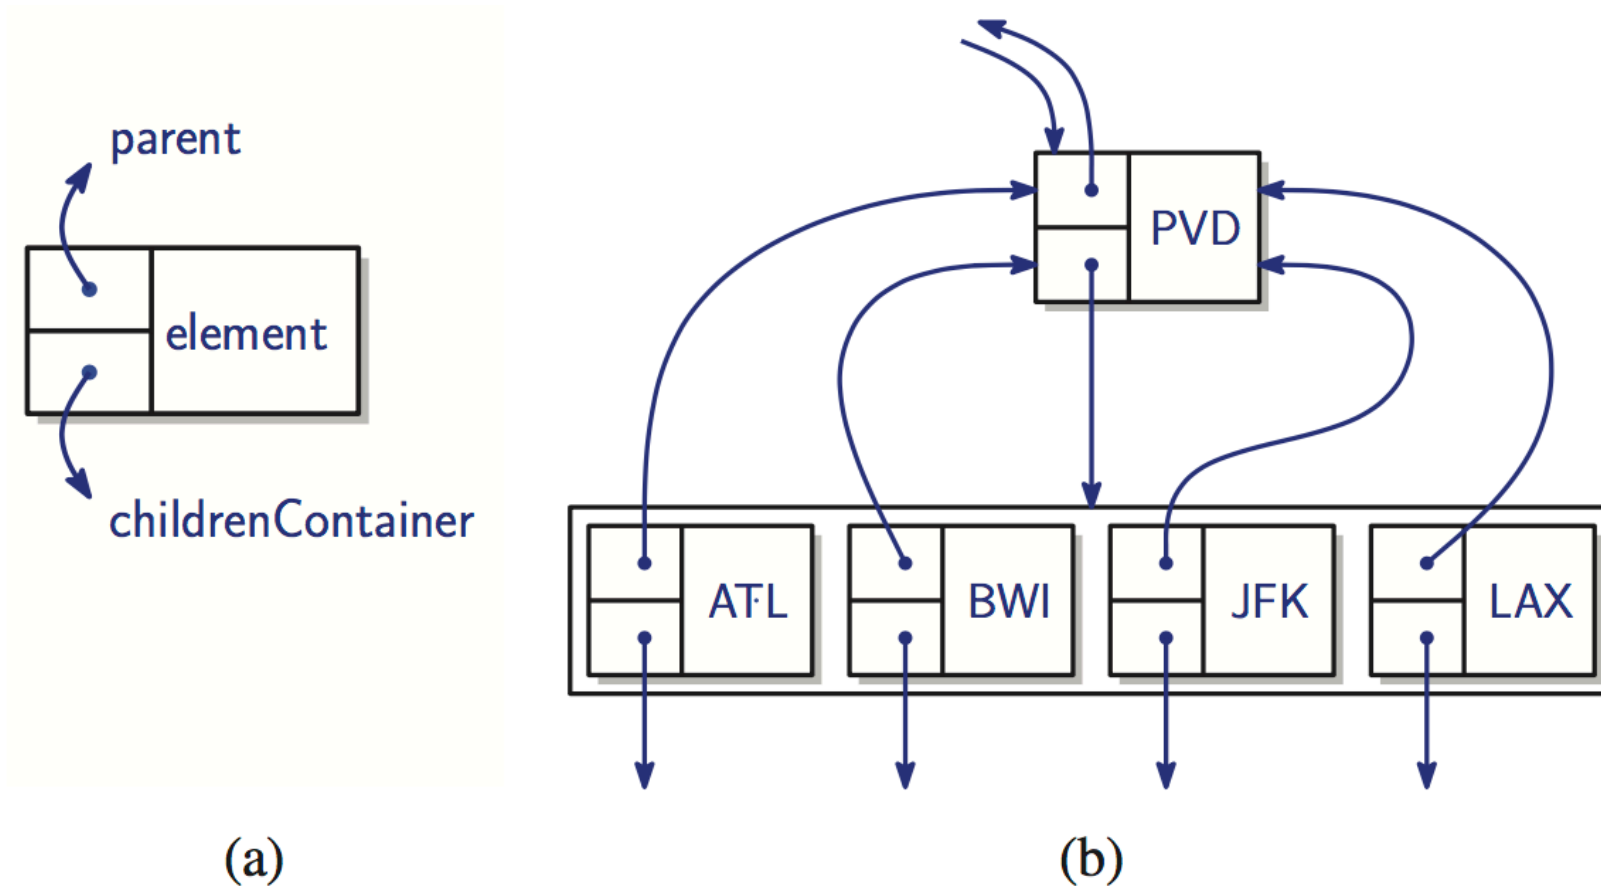 parent
element
childrenContainer
(a)
PVD
ATL
BWI
JFK
LAX
(b)